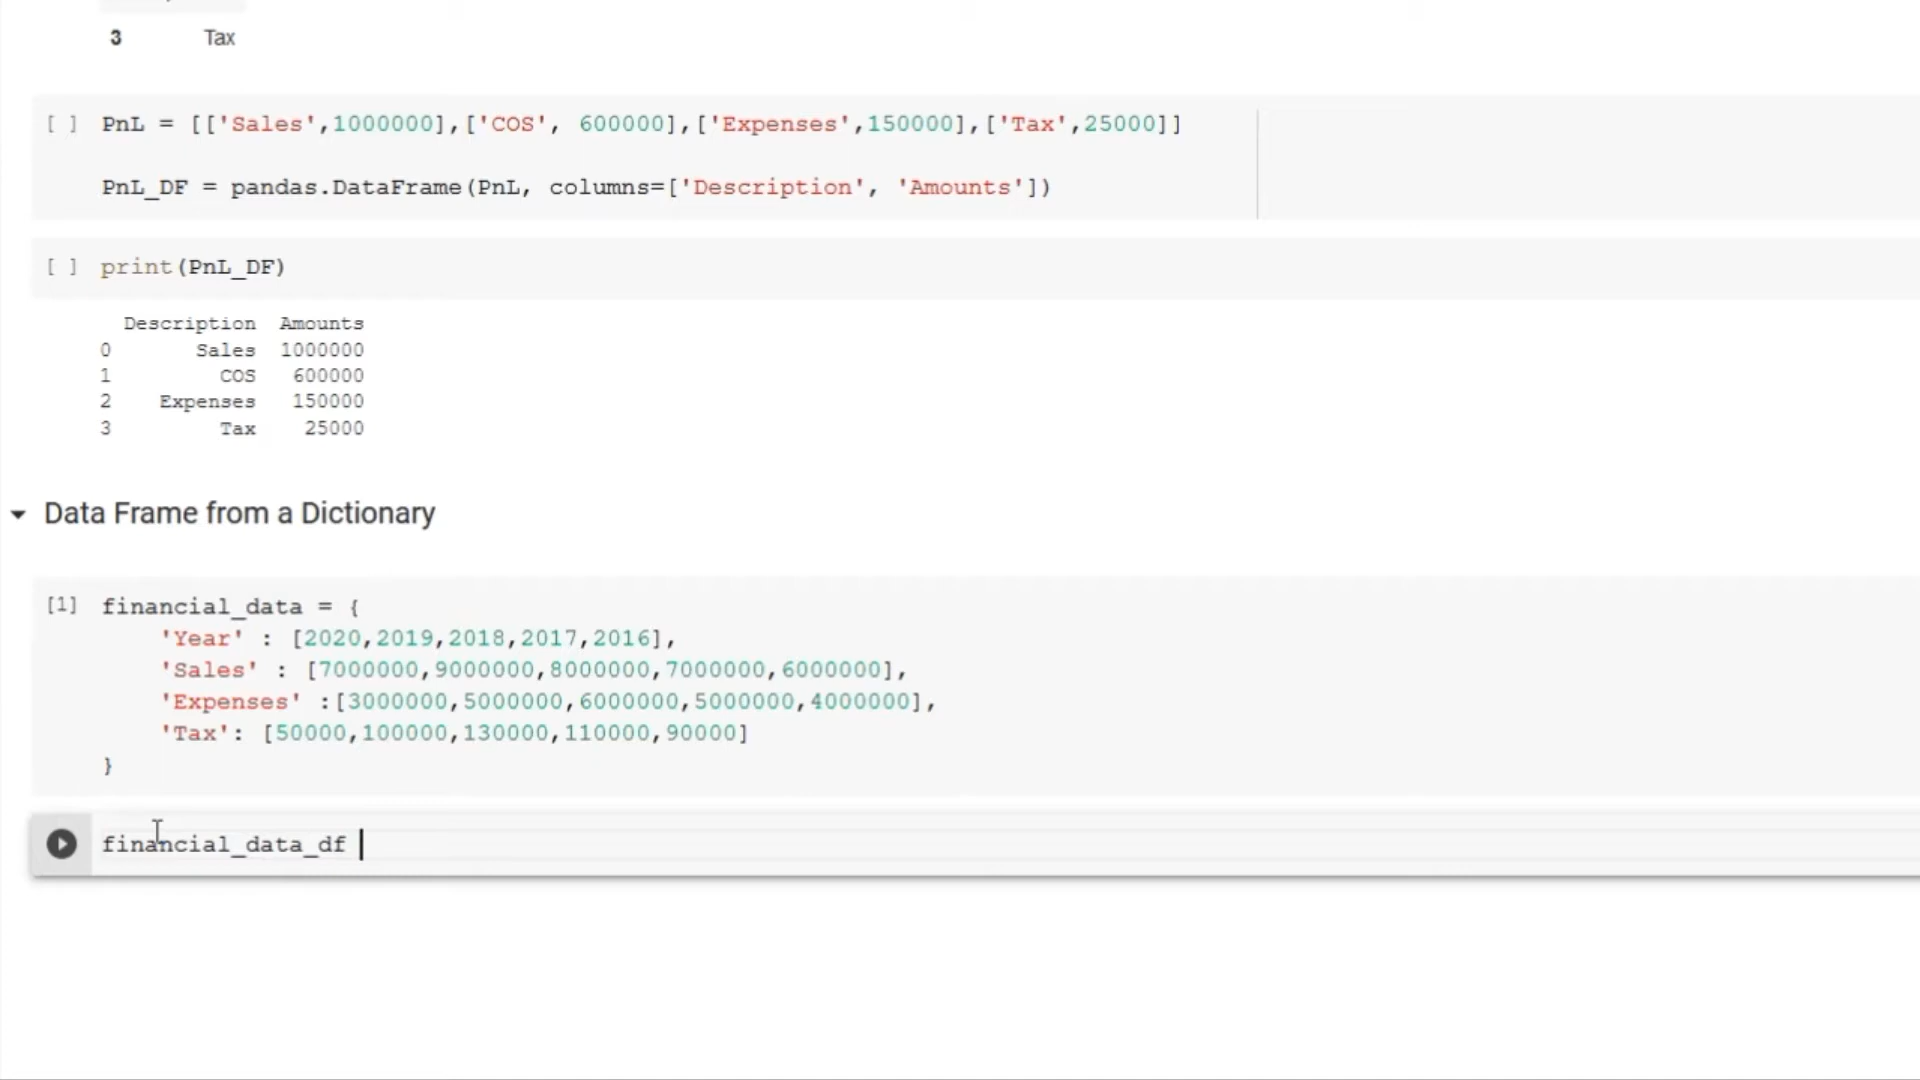 3 Tax
[ ] PnL = [['Sales',1000000],['COS', 600000],['Expenses',150000],['Tax',25000]]
PnL_DF = pandas.DataFrame(PnL, columns=['Description', 'Amounts'])
[ ] print(PnL_DF)
Description Amounts
0 Sales 1000000
1 COS 600000
2 Expenses 150000
3 Tax 25000
Data Frame from a Dictionary
[1] financial_data = {
'Year' : [2020,2019,2018,2017,2016],
'Sales' : [7000000,9000000,8000000,7000000,6000000],
'Expenses' :[3000000,5000000,6000000,5000000,4000000],
'Tax': [50000,100000,130000,110000,90000]
}
financial_data_df